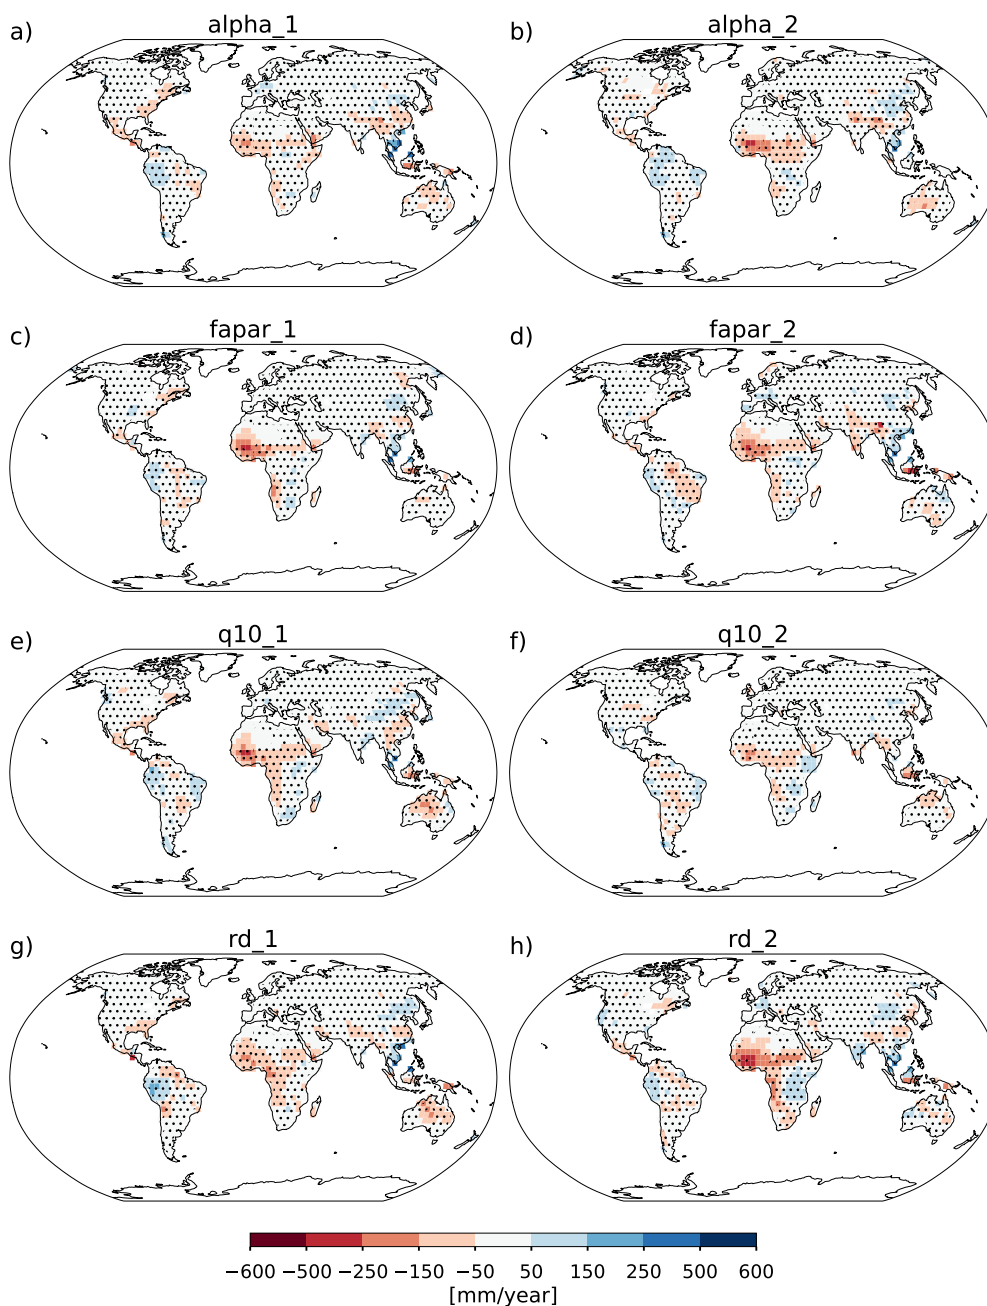 a) alpha_1
b) alpha_2
c) fapar_1
d) fapar_2
e) q10_1
f) q10_2
g) rd_1
h) rd_2
−600 −500 −250 −150 −50 50 150 250 500 600
[mm/year]